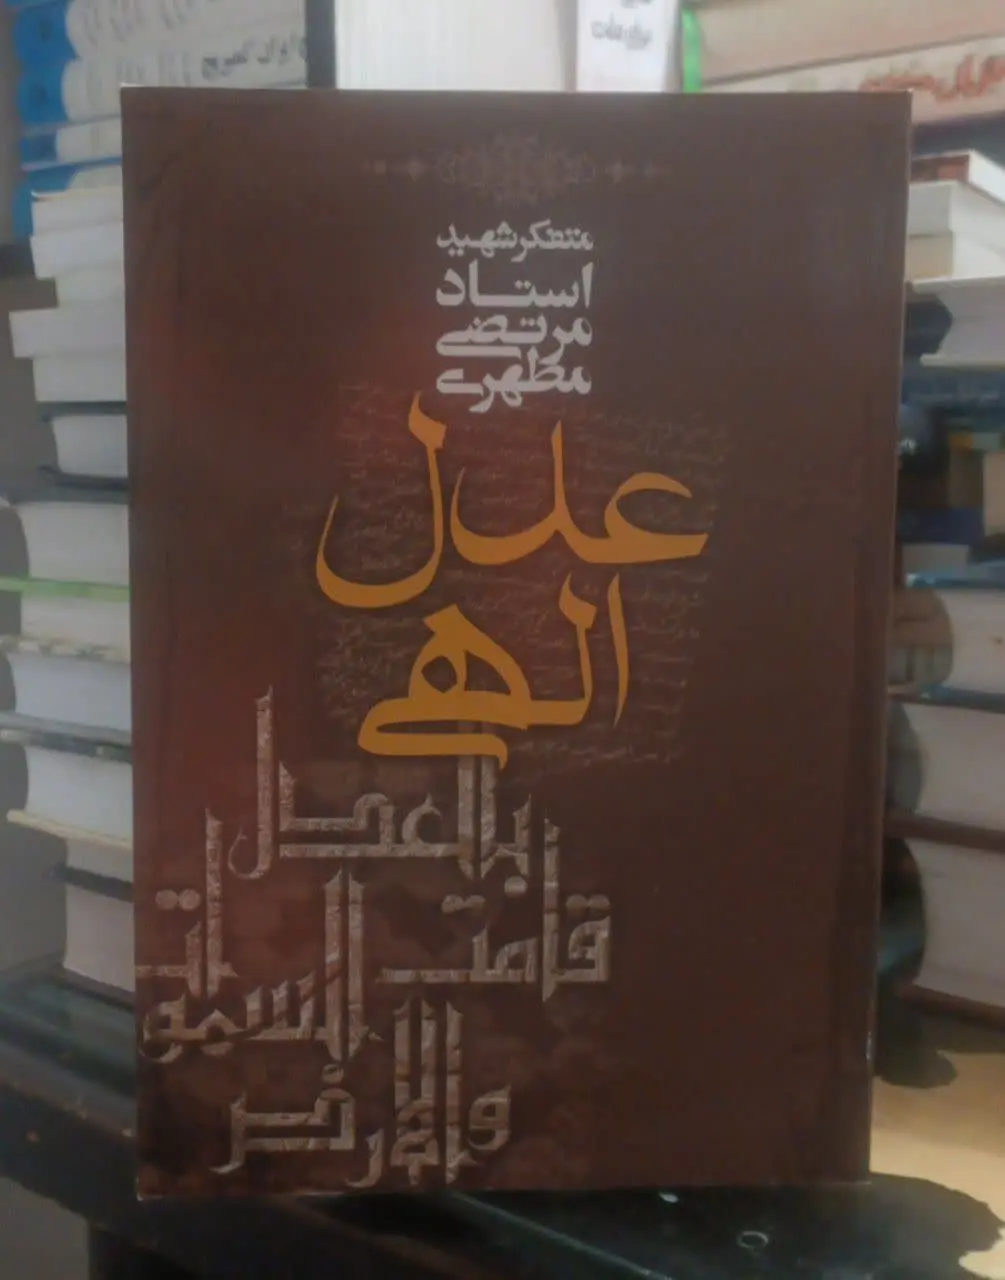 متفکر شهید
استاد
مرتضی
مطهری
عدل
الهی
بالعدل
قامت
السموات
والارض